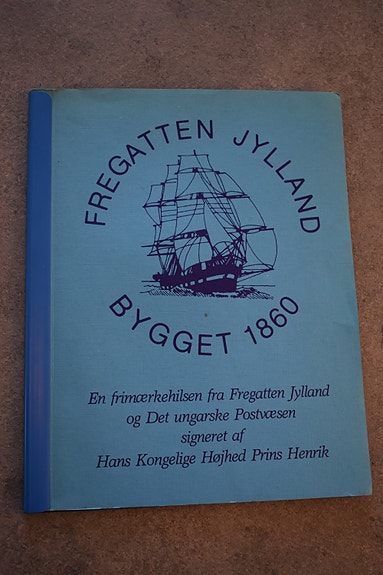 FREGATTEN JYLLAND
BYGGET 1860
En frimærkehilsen fra Fregatten Jylland
og Det ungarske Postvæsen
signeret af
Hans Kongelige Højhed Prins Henrik